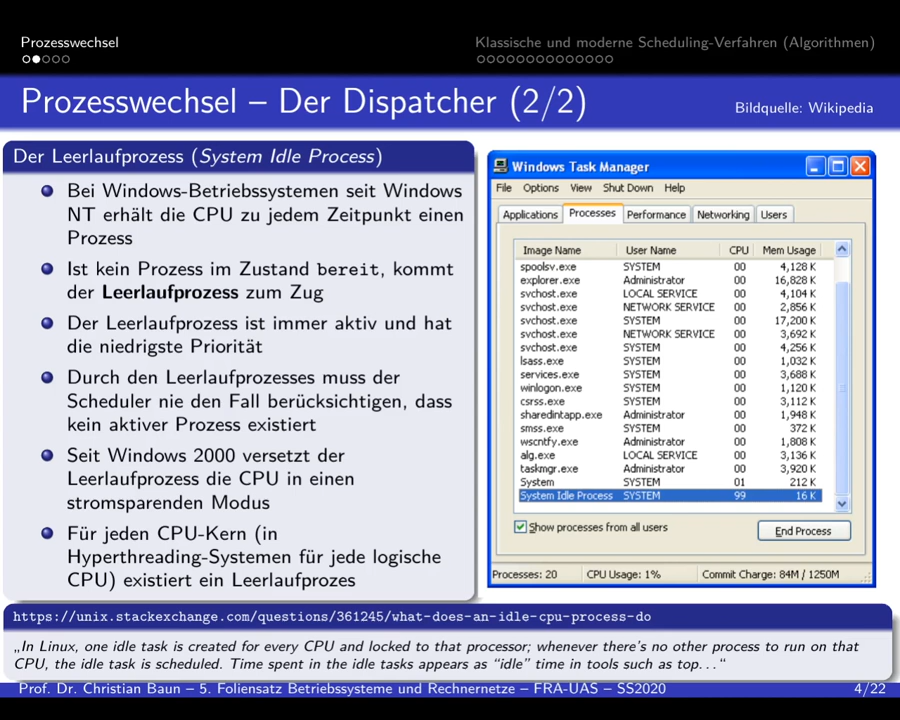 Prozesswechsel
Klassische und moderne Scheduling-Verfahren (Algorithmen)
Prozesswechsel – Der Dispatcher (2/2)
Bildquelle: Wikipedia
Der Leerlaufprozess (System Idle Process)
Bei Windows-Betriebssystemen seit Windows
NT erhält die CPU zu jedem Zeitpunkt einen
Prozess
Ist kein Prozess im Zustand bereit, kommt
der Leerlaufprozess zum Zug
Der Leerlaufprozess ist immer aktiv und hat
die niedrigste Priorität
Durch den Leerlaufprozesses muss der
Scheduler nie den Fall berücksichtigen, dass
kein aktiver Prozess existiert
Seit Windows 2000 versetzt der
Leerlaufprozess die CPU in einen
stromsparenden Modus
Für jeden CPU-Kern (in
Hyperthreading-Systemen für jede logische
CPU) existiert ein Leerlaufprozes
Windows Task Manager
File Options View Shut Down Help
Applications Processes Performance Networking Users
Image Name User Name CPU Mem Usage
spoolsv.exe SYSTEM 00 4,128 K
explorer.exe Administrator 00 16,828 K
svchost.exe LOCAL SERVICE 00 4,104 K
svchost.exe NETWORK SERVICE 00 2,856 K
svchost.exe SYSTEM 00 17,200 K
svchost.exe NETWORK SERVICE 00 3,692 K
svchost.exe SYSTEM 00 4,256 K
lsass.exe SYSTEM 00 1,032 K
services.exe SYSTEM 00 3,688 K
winlogon.exe SYSTEM 00 1,120 K
csrss.exe SYSTEM 00 3,112 K
sharedintapp.exe Administrator 00 1,948 K
smss.exe SYSTEM 00 372 K
wscntfy.exe Administrator 00 1,808 K
alg.exe LOCAL SERVICE 00 3,136 K
taskmgr.exe Administrator 00 3,920 K
System SYSTEM 01 212 K
System Idle Process SYSTEM 99 16 K
Show processes from all users
End Process
Processes: 20 CPU Usage: 1% Commit Charge: 84M / 1250M
https://unix.stackexchange.com/questions/361245/what-does-an-idle-cpu-process-do
„In Linux, one idle task is created for every CPU and locked to that processor; whenever there's no other process to run on that
CPU, the idle task is scheduled. Time spent in the idle tasks appears as “idle” time in tools such as top. . . “
Prof. Dr. Christian Baun – 5. Foliensatz Betriebssysteme und Rechnernetze – FRA-UAS – SS2020
4/22